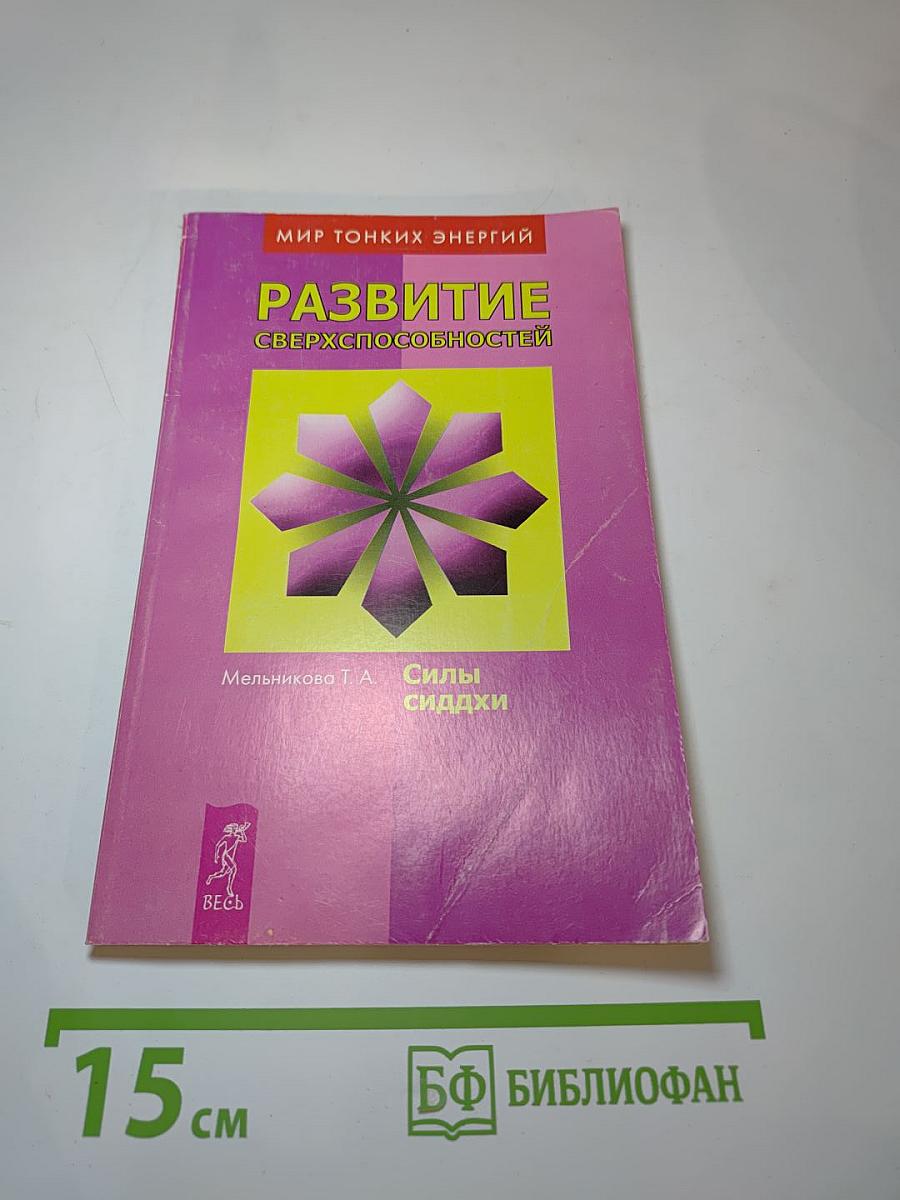 МИР ТОНКИХ ЭНЕРГИЙ
РАЗВИТИЕ
СВЕРХСПОСОБНОСТЕЙ
Мельникова Т. А.
Силы
сиддхи
ВЕСЬ
15 см
БФ БИБЛИОФАН